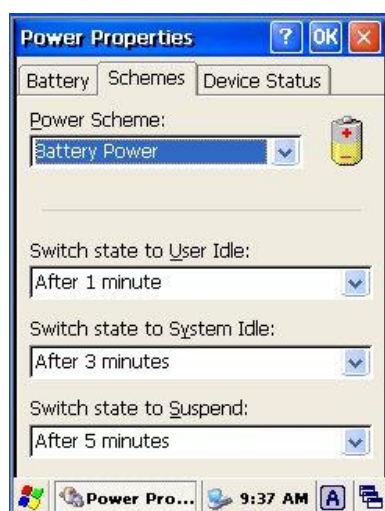 Power Properties ? OK ×
Battery Schemes Device Status
Power Scheme:
Battery Power
Switch state to User Idle:
After 1 minute
Switch state to System Idle:
After 3 minutes
Switch state to Suspend:
After 5 minutes
Power Pro... 9:37 AM A